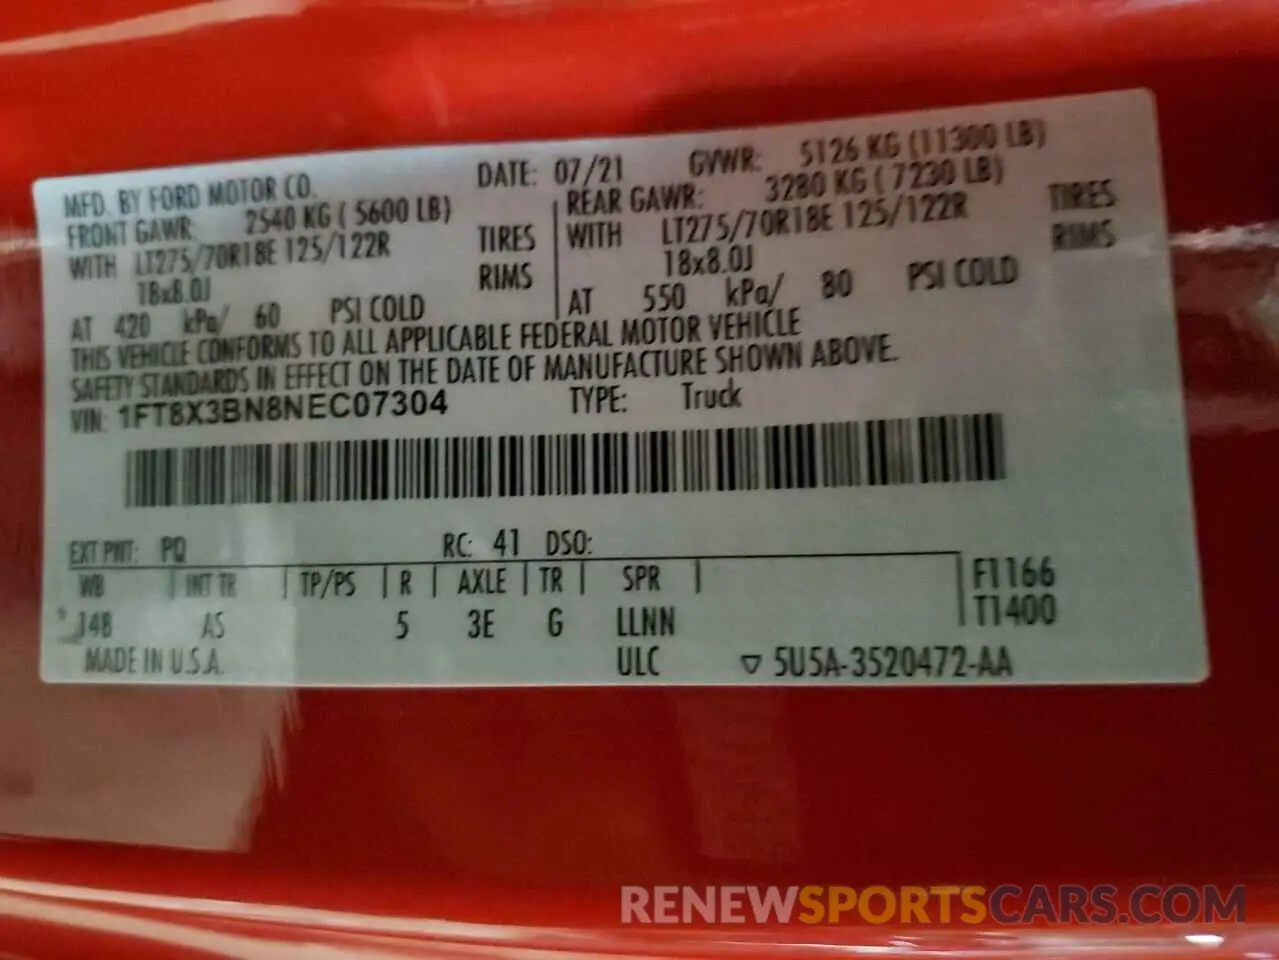 MFD. BY FORD MOTOR CO. DATE: 07/21 GVWR: 5126 KG (11300 LB)
FRONT GAWR: 2540 KG ( 5600 LB) REAR GAWR: 3280 KG ( 7230 LB)
WITH LT275/70R18E 125/122R TIRES WITH LT275/70R18E 125/122R TIRES
18x8.0J RIMS 18x8.0J RIMS
AT 420 kPa/ 60 PSI COLD AT 550 kPa/ 80 PSI COLD
THIS VEHICLE CONFORMS TO ALL APPLICABLE FEDERAL MOTOR VEHICLE
SAFETY STANDARDS IN EFFECT ON THE DATE OF MANUFACTURE SHOWN ABOVE.
VIN: 1FT8X3BN8NEC07304 TYPE: Truck
EXT PNT: PQ RC: 41 DSO:
WB | INT TR | TP/PS | R | AXLE | TR | SPR | F1166
148 AS 5 3E G LLNN T1400
MADE IN U.S.A. ULC ▽ 5U5A-3520472-AA
RENEWSPORTSCARS.COM